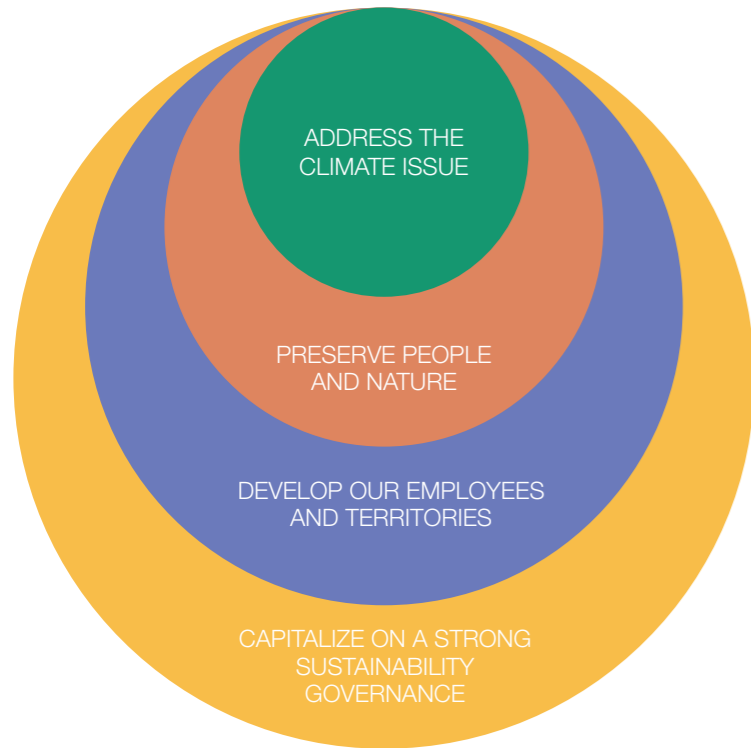 ADDRESS THE
CLIMATE ISSUE
PRESERVE PEOPLE
AND NATURE
DEVELOP OUR EMPLOYEES
AND TERRITORIES
CAPITALIZE ON A STRONG
SUSTAINABILITY
GOVERNANCE